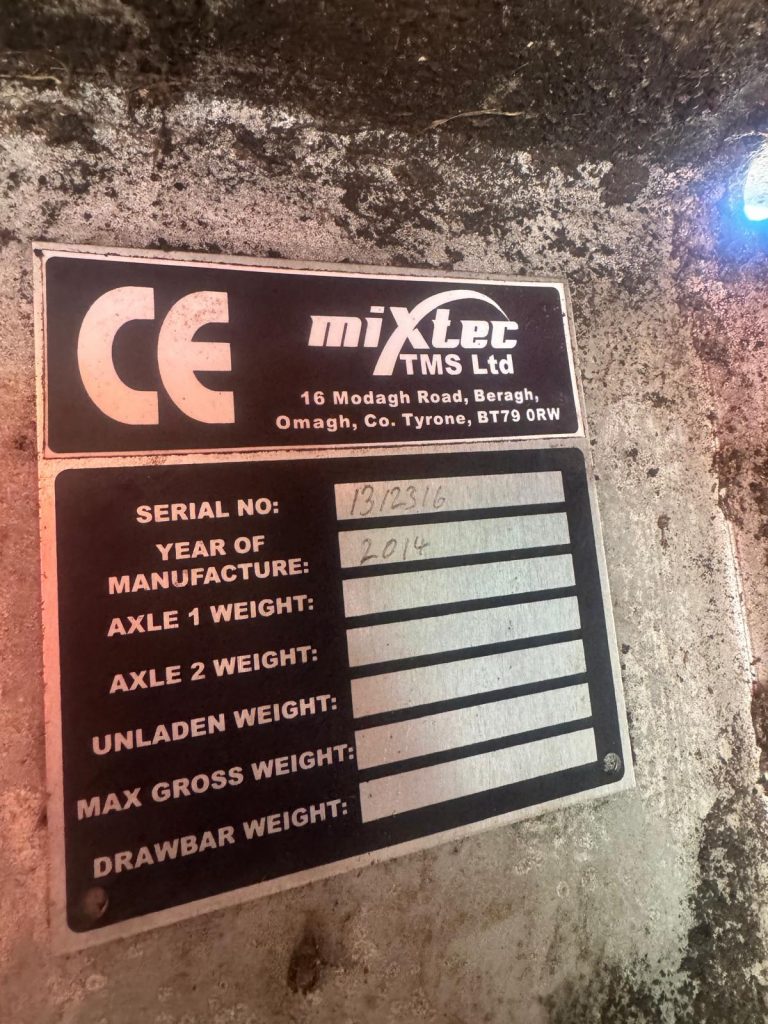 CE
mixtec
TMS Ltd
16 Modagh Road, Beragh,
Omagh, Co. Tyrone, BT79 0RW
SERIAL NO: 1312316
YEAR OF
MANUFACTURE: 2014
AXLE 1 WEIGHT:
AXLE 2 WEIGHT:
UNLADEN WEIGHT:
MAX GROSS WEIGHT:
DRAWBAR WEIGHT: